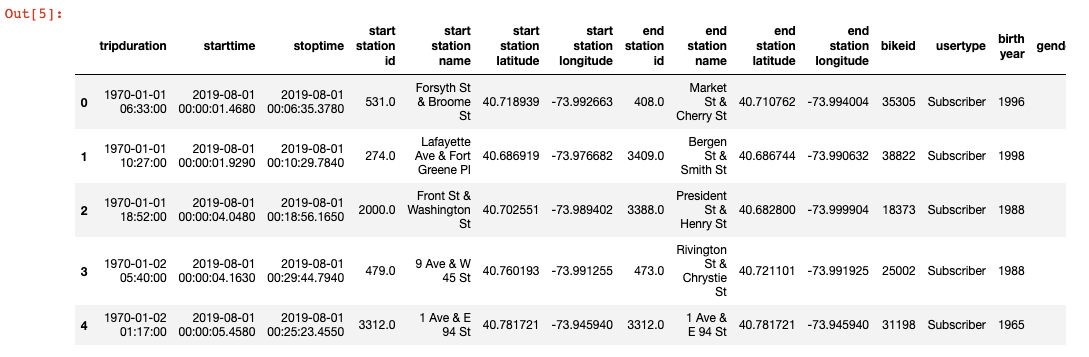 Out[5]:
tripduration starttime stoptime start station id start station name start station latitude start station longitude end station id end station name end station latitude end station longitude bikeid usertype birth year gende
0 1970-01-01 06:33:00 2019-08-01 00:00:01.4680 2019-08-01 00:06:35.3780 531.0 Forsyth St & Broome St 40.718939 -73.992663 408.0 Market St & Cherry St 40.710762 -73.994004 35305 Subscriber 1996
1 1970-01-01 10:27:00 2019-08-01 00:00:01.9290 2019-08-01 00:10:29.7840 274.0 Lafayette Ave & Fort Greene Pl 40.686919 -73.976682 3409.0 Bergen St & Smith St 40.686744 -73.990632 38822 Subscriber 1998
2 1970-01-01 18:52:00 2019-08-01 00:00:04.0480 2019-08-01 00:18:56.1650 2000.0 Front St & Washington St 40.702551 -73.989402 3388.0 President St & Henry St 40.682800 -73.999904 18373 Subscriber 1988
3 1970-01-02 05:40:00 2019-08-01 00:00:04.1630 2019-08-01 00:29:44.7940 479.0 9 Ave & W 45 St 40.760193 -73.991255 473.0 Rivington St & Chrystie St 40.721101 -73.991925 25002 Subscriber 1988
4 1970-01-02 01:17:00 2019-08-01 00:00:05.4580 2019-08-01 00:25:23.4550 3312.0 1 Ave & E 94 St 40.781721 -73.945940 3312.0 1 Ave & E 94 St 40.781721 -73.945940 31198 Subscriber 1965